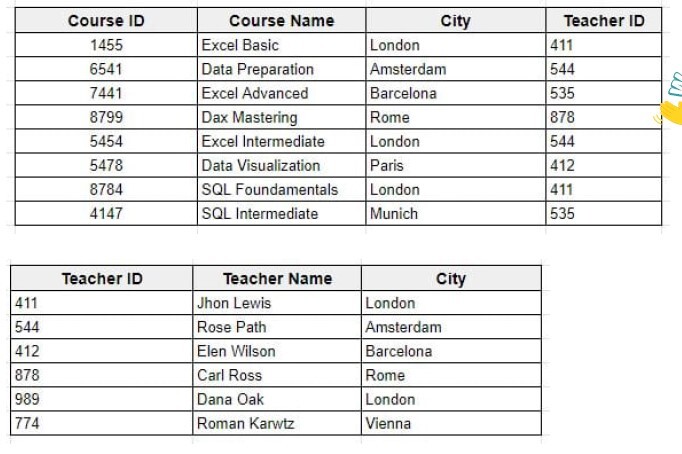 Course ID Course Name City Teacher ID
1455 Excel Basic London 411
6541 Data Preparation Amsterdam 544
7441 Excel Advanced Barcelona 535
8799 Dax Mastering Rome 878
5454 Excel Intermediate London 544
5478 Data Visualization Paris 412
8784 SQL Foundamentals London 411
4147 SQL Intermediate Munich 535
Teacher ID Teacher Name City
411 Jhon Lewis London
544 Rose Path Amsterdam
412 Elen Wilson Barcelona
878 Carl Ross Rome
989 Dana Oak London
774 Roman Karwtz Vienna